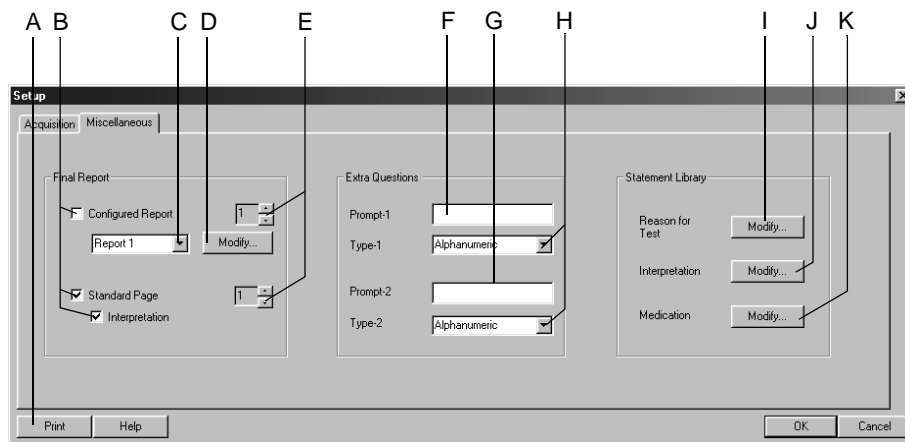 A B C D E F G H I J K
Setup
Acquisition Miscellaneous
Final Report
Configured Report 1
Report 1 Modify...
Standard Page 1
Interpretation
Extra Questions
Prompt-1
Type-1 Alphanumeric
Prompt-2
Type-2 Alphanumeric
Statement Library
Reason for
Test Modify...
Interpretation Modify...
Medication Modify...
Print Help OK Cancel